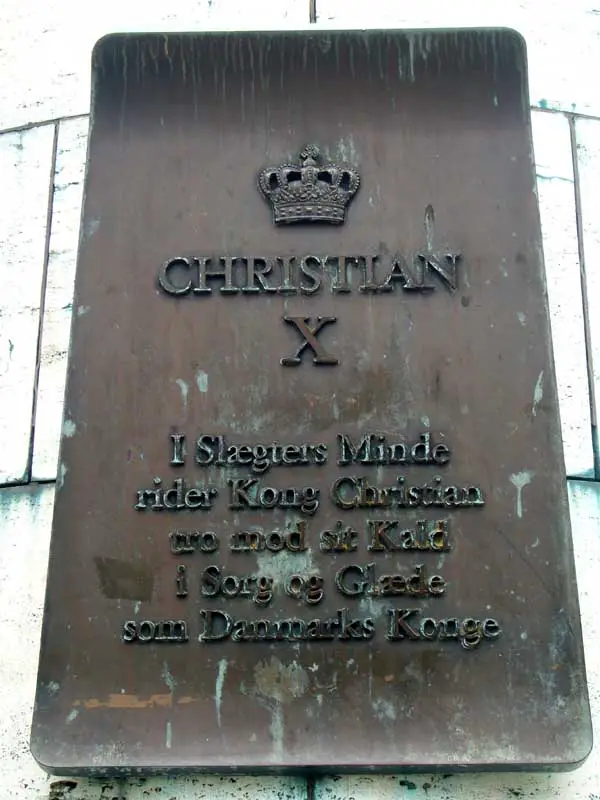 CHRISTIAN
X
I Slægters Minde
rider Kong Christian
tro mod sit Kald
i Sorg og Glæde
som Danmarks Konge